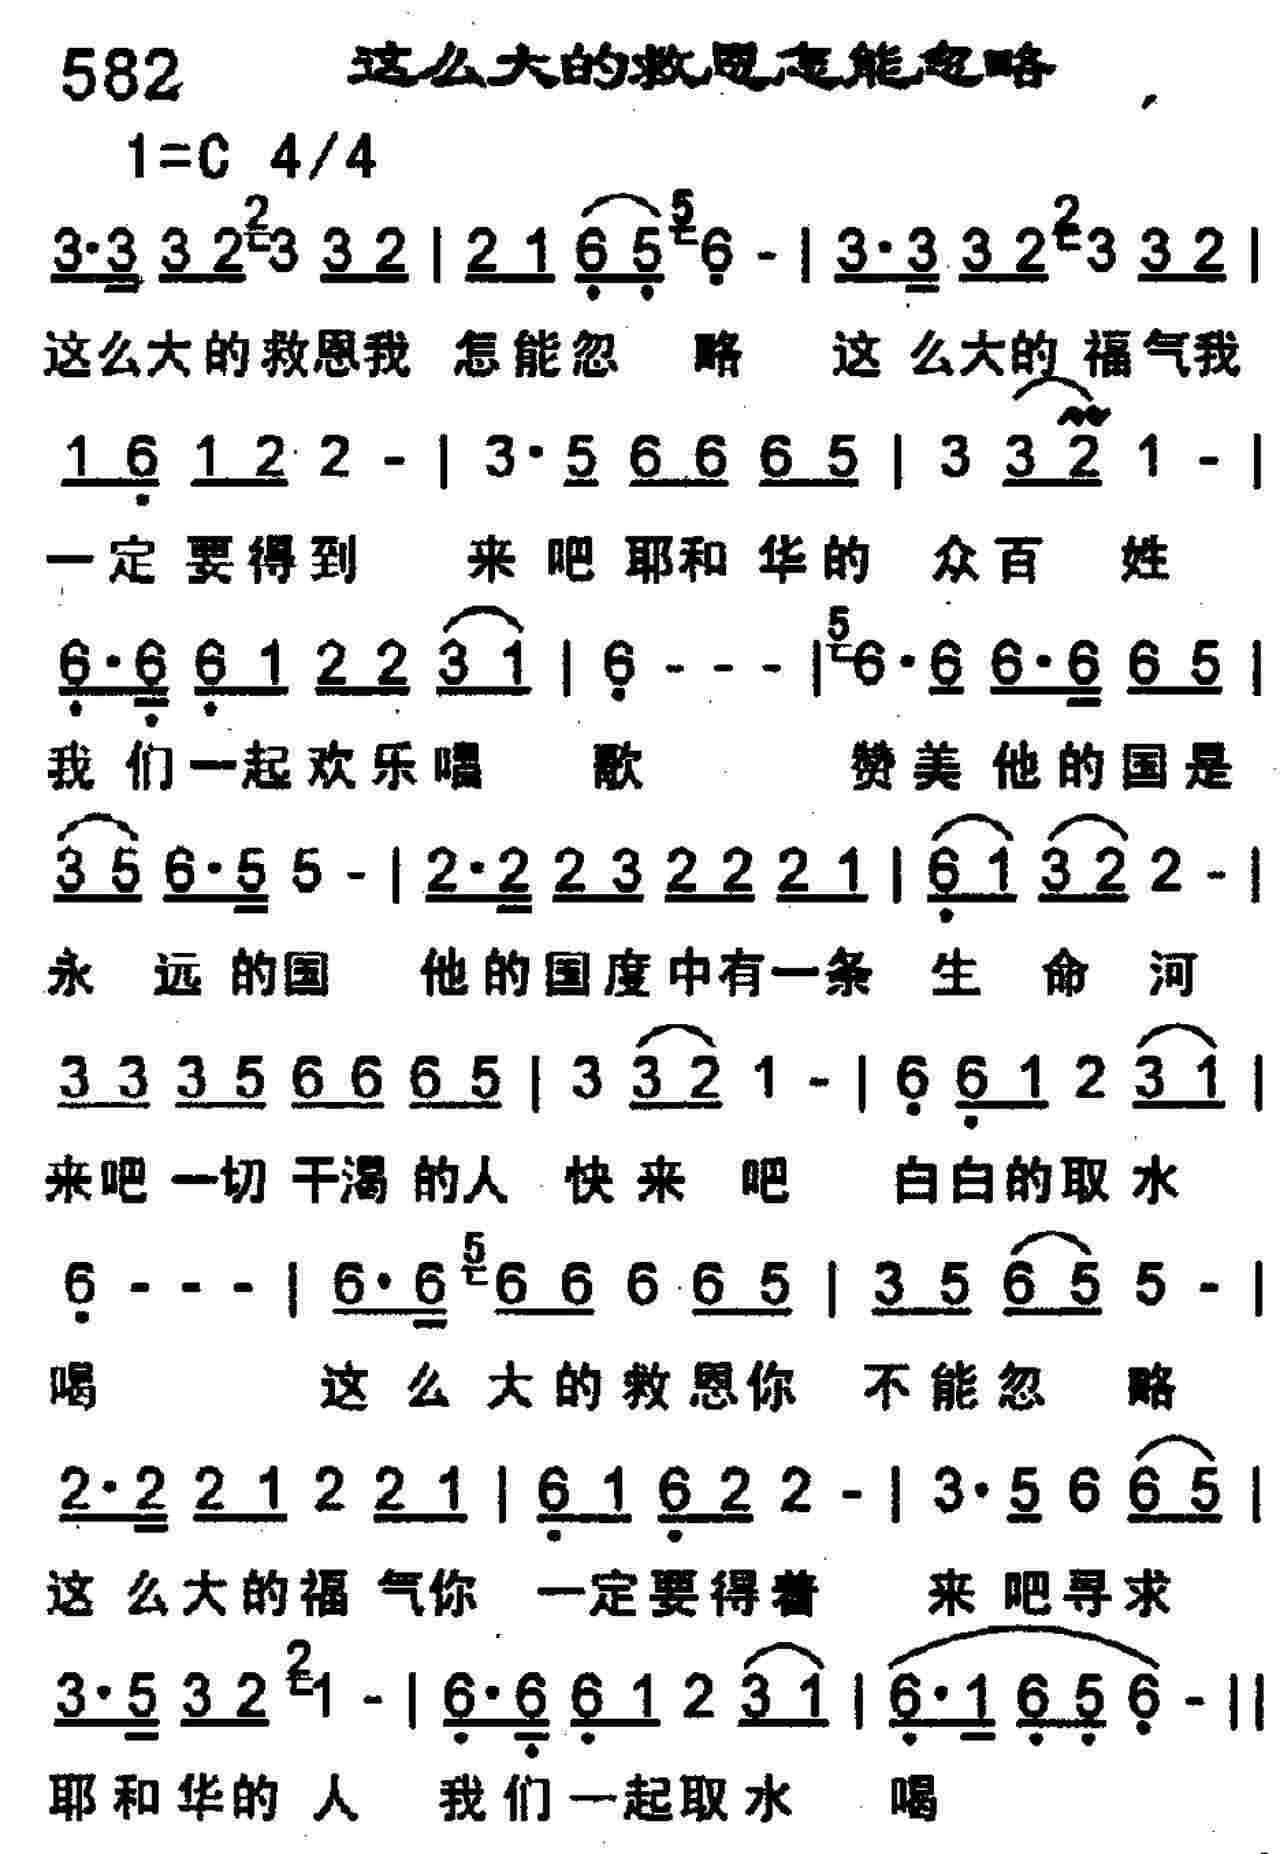 582 这么大的救恩怎能忽略
1=C 4/4
3·3 3 2 2 3 3 2 | 2 1 6 5 5 6 - | 3·3 3 2 2 3 3 2 |
这么大的救恩我 怎能忽 略 这 么大的 福气我
1 6 1 2 2 - | 3·5 6 6 6 5 | 3 3 2 1 - |
一定 要得到 来 吧 耶和 华的 众百 姓
6·6 6 1 2 2 3 1 | 6 - - - | 5 6·6 6·6 6 5 |
我 们一起欢乐唱 歌 赞美 他的国是
3 5 6·5 5 - | 2·2 2 3 2 2 2 1 | 6 1 3 2 2 - |
永 远 的国 他的国度中有一条 生 命 河
3 3 3 5 6 6 6 5 | 3 3 2 1 - | 6 6 1 2 3 1 |
来吧 一切 干渴 的人 快来 吧 白白的取水
6 - - - | 6·6 5 6 6 6 6 5 | 3 5 6 5 5 - |
喝 这 么 大的救恩你 不能忽 略
2·2 2 1 2 2 1 | 6 1 6 2 2 - | 3·5 6 6 5 |
这 么大的福 气你 一定要得着 来 吧寻求
3·5 3 2 2 1 - | 6·6 6 1 2 3 1 | 6·1 6 5 6 - ||
耶和华的 人 我们一起取水 喝